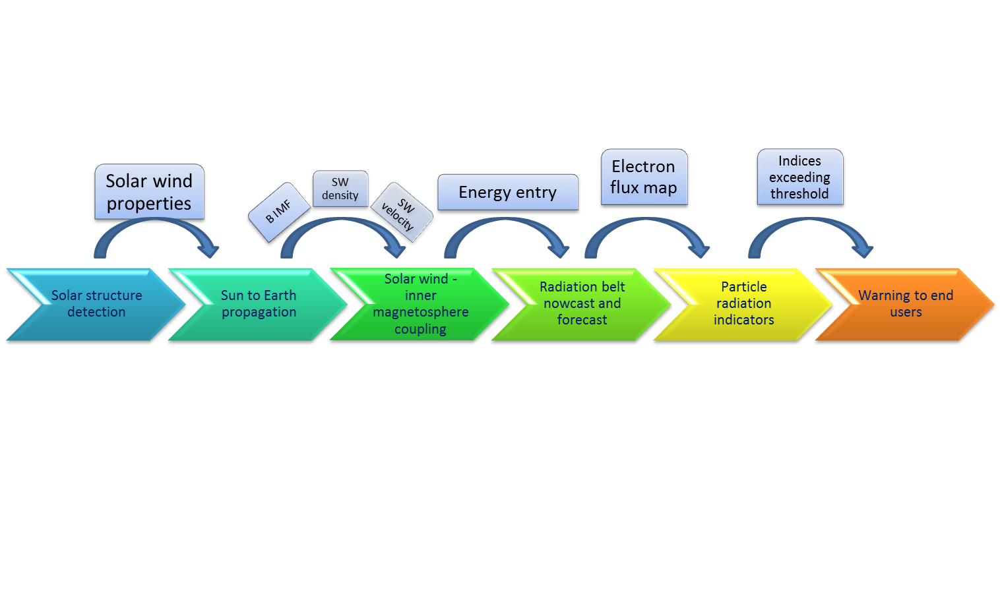 Solar wind
properties
B IMF
SW
density
SW
velocity
Energy entry
Electron
flux map
Indices
exceeding
threshold
Solar structure
detection
Sun to Earth
propagation
Solar wind -
inner
magnetosphere
coupling
Radiation belt
nowcast and
forecast
Particle
radiation
indicators
Warning to end
users